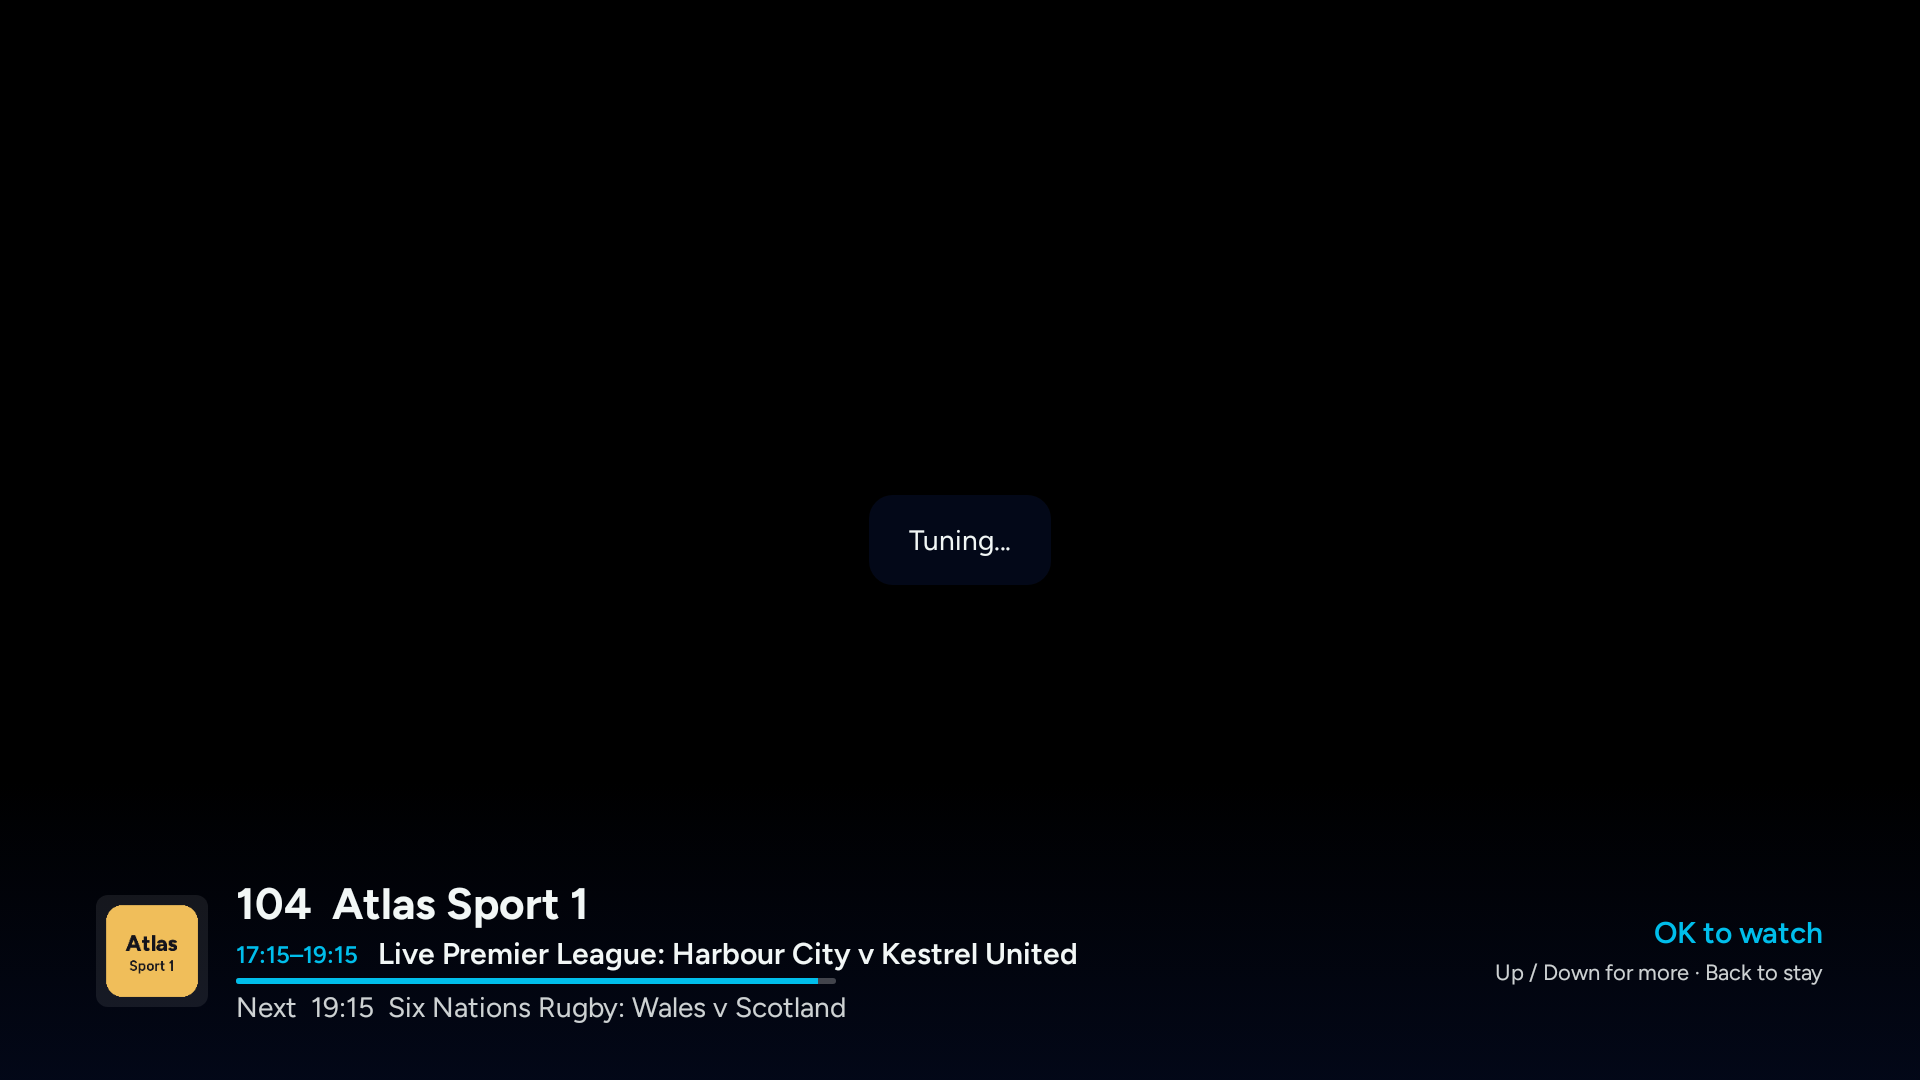 Tuning...
Atlas
Sport 1
104 Atlas Sport 1
17:15–19:15 Live Premier League: Harbour City v Kestrel United
Next 19:15 Six Nations Rugby: Wales v Scotland
OK to watch
Up / Down for more · Back to stay